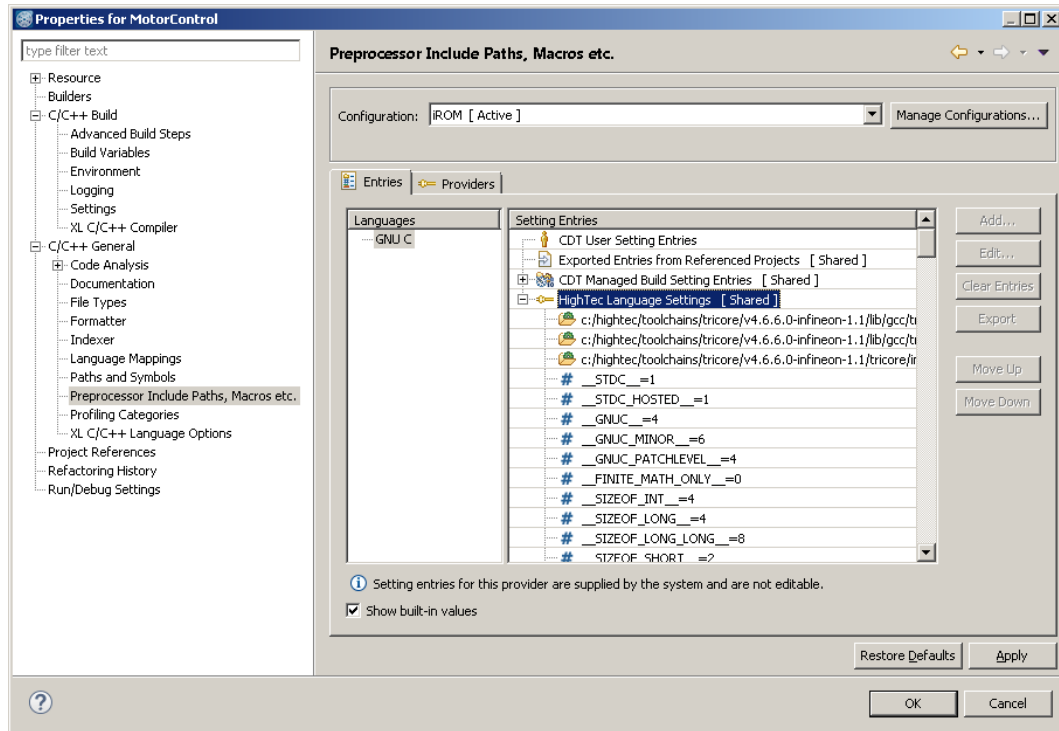 Properties for MotorControl
type filter text
Resource
Builders
C/C++ Build
Advanced Build Steps
Build Variables
Environment
Logging
Settings
XL C/C++ Compiler
C/C++ General
Code Analysis
Documentation
File Types
Formatter
Indexer
Language Mappings
Paths and Symbols
Preprocessor Include Paths, Macros etc.
Profiling Categories
XL C/C++ Language Options
Project References
Refactoring History
Run/Debug Settings
Preprocessor Include Paths, Macros etc.
Configuration: iROM [ Active ] Manage Configurations...
Entries Providers
Languages
GNU C
Setting Entries
CDT User Setting Entries
Exported Entries from Referenced Projects [ Shared ]
CDT Managed Build Setting Entries [ Shared ]
HighTec Language Settings [ Shared ]
c:/hightec/toolchains/tricore/v4.6.6.0-infineon-1.1/lib/gcc/tr
c:/hightec/toolchains/tricore/v4.6.6.0-infineon-1.1/lib/gcc/tr
c:/hightec/toolchains/tricore/v4.6.6.0-infineon-1.1/tricore/ir
# __STDC__=1
# __STDC_HOSTED__=1
# __GNUC__=4
# __GNUC_MINOR__=6
# __GNUC_PATCHLEVEL__=4
# __FINITE_MATH_ONLY__=0
# __SIZEOF_INT__=4
# __SIZEOF_LONG__=4
# __SIZEOF_LONG_LONG__=8
# __SIZEOF_SHORT__=2
Add...
Edit...
Clear Entries
Export
Move Up
Move Down
Setting entries for this provider are supplied by the system and are not editable.
Show built-in values
Restore Defaults Apply
OK Cancel